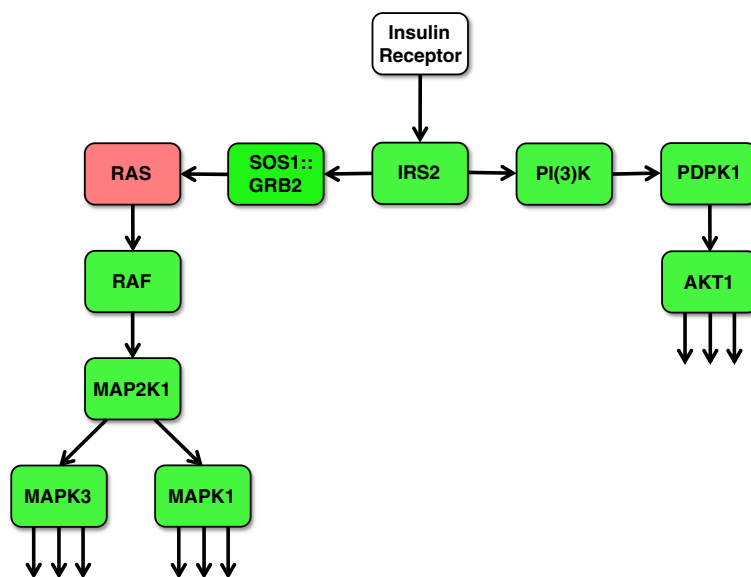 Insulin
Receptor
RAS
SOS1::
GRB2
IRS2
PI(3)K
PDPK1
RAF
AKT1
MAP2K1
MAPK3
MAPK1